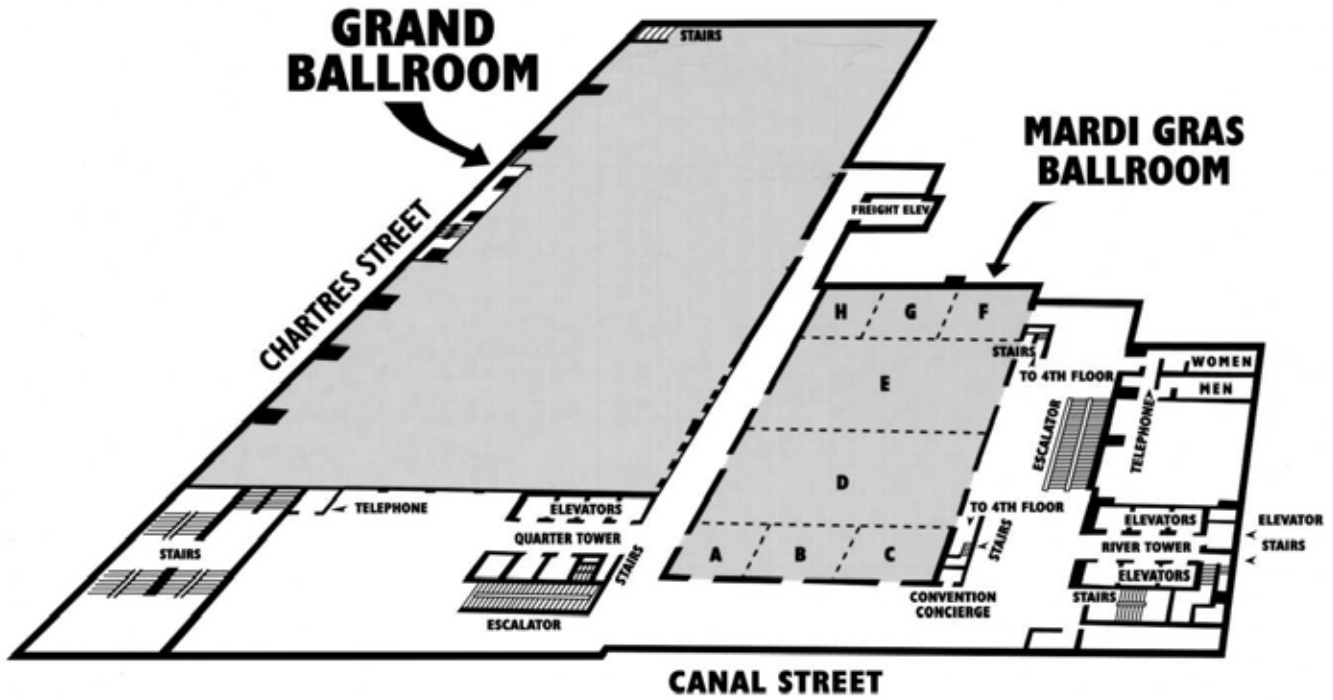 GRAND
BALLROOM
STAIRS
MARDI GRAS
BALLROOM
FREIGHT ELEV
CHARTRES STREET
H G F
STAIRS
TO 4TH FLOOR
WOMEN
MEN
E
ESCALATOR
TELEPHONE
D
TELEPHONE
ELEVATORS
QUARTER TOWER
STAIRS
STAIRS
ESCALATOR
TO 4TH FLOOR
STAIRS
A B C
CONVENTION
CONCIERGE
ELEVATORS
RIVER TOWER
ELEVATORS
STAIRS
ELEVATOR
STAIRS
CANAL STREET